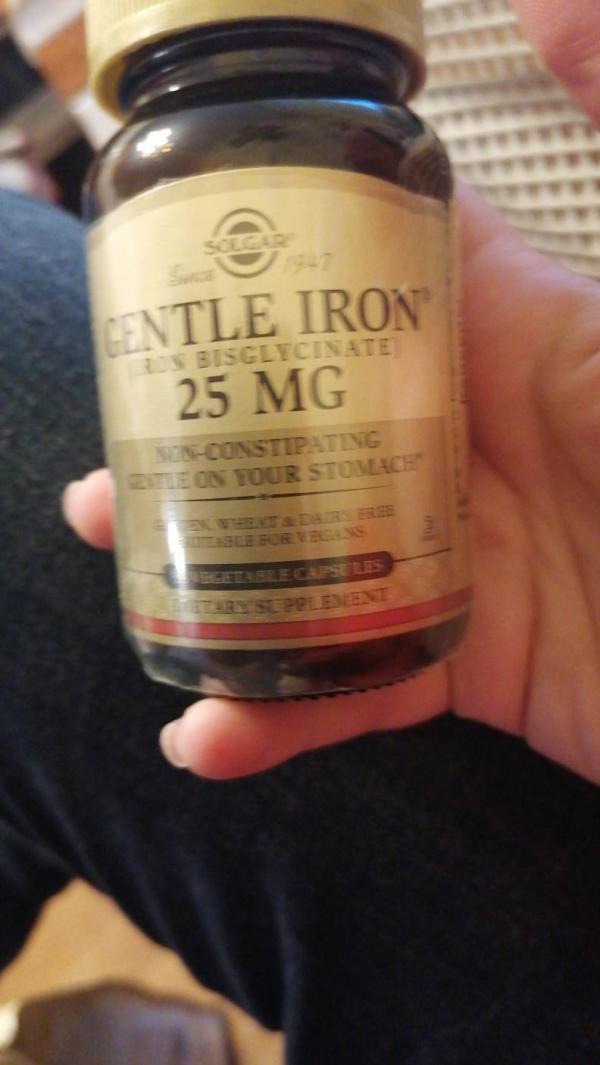 SOLGAR®
Since 1947
GENTLE IRON®
(IRON BISGLYCINATE)
25 MG
NON-CONSTIPATING
GENTLE ON YOUR STOMACH*
GLUTEN, WHEAT & DAIRY FREE
SUITABLE FOR VEGANS
VEGETABLE CAPSULES
DIETARY SUPPLEMENT